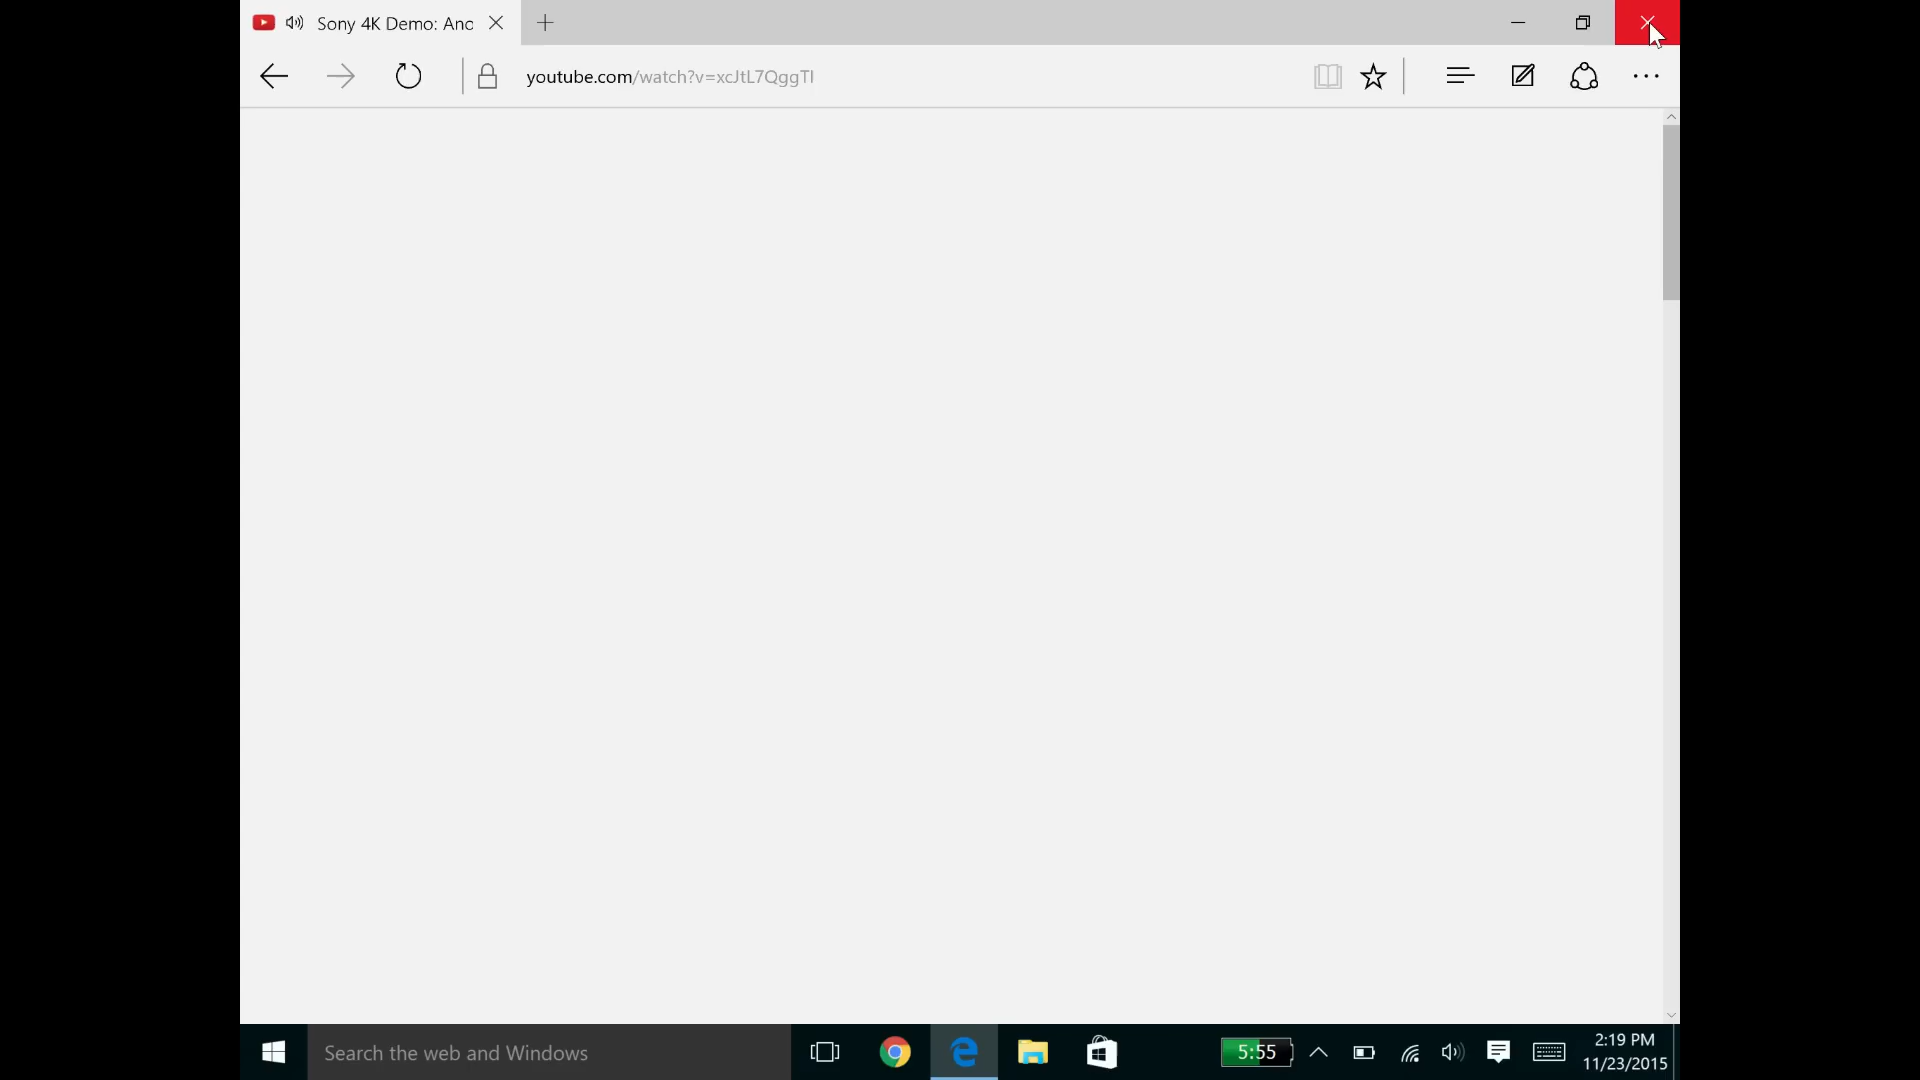 Sony 4K Demo: Anc
youtube.com/watch?v=xcJtL7QggTI
Search the web and Windows
5:55
2:19 PM
11/23/2015